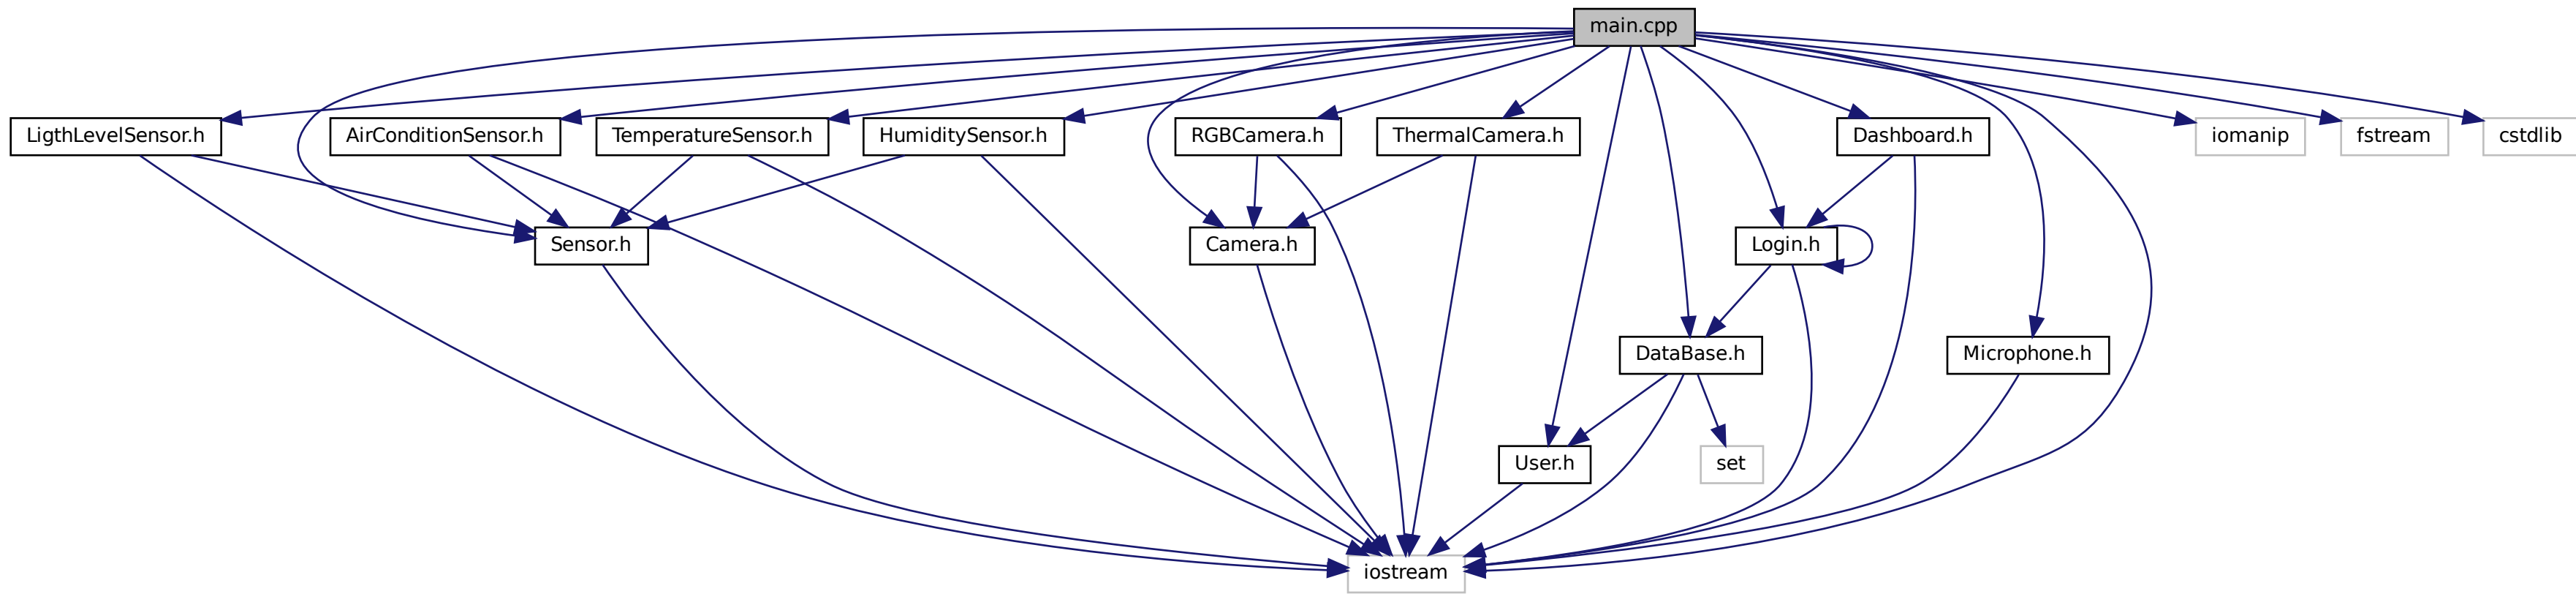 main.cpp
LigthLevelSensor.h
AirConditionSensor.h
TemperatureSensor.h
HumiditySensor.h
RGBCamera.h
ThermalCamera.h
Dashboard.h
iomanip
fstream
cstdlib
Sensor.h
Camera.h
Login.h
DataBase.h
Microphone.h
User.h
set
iostream